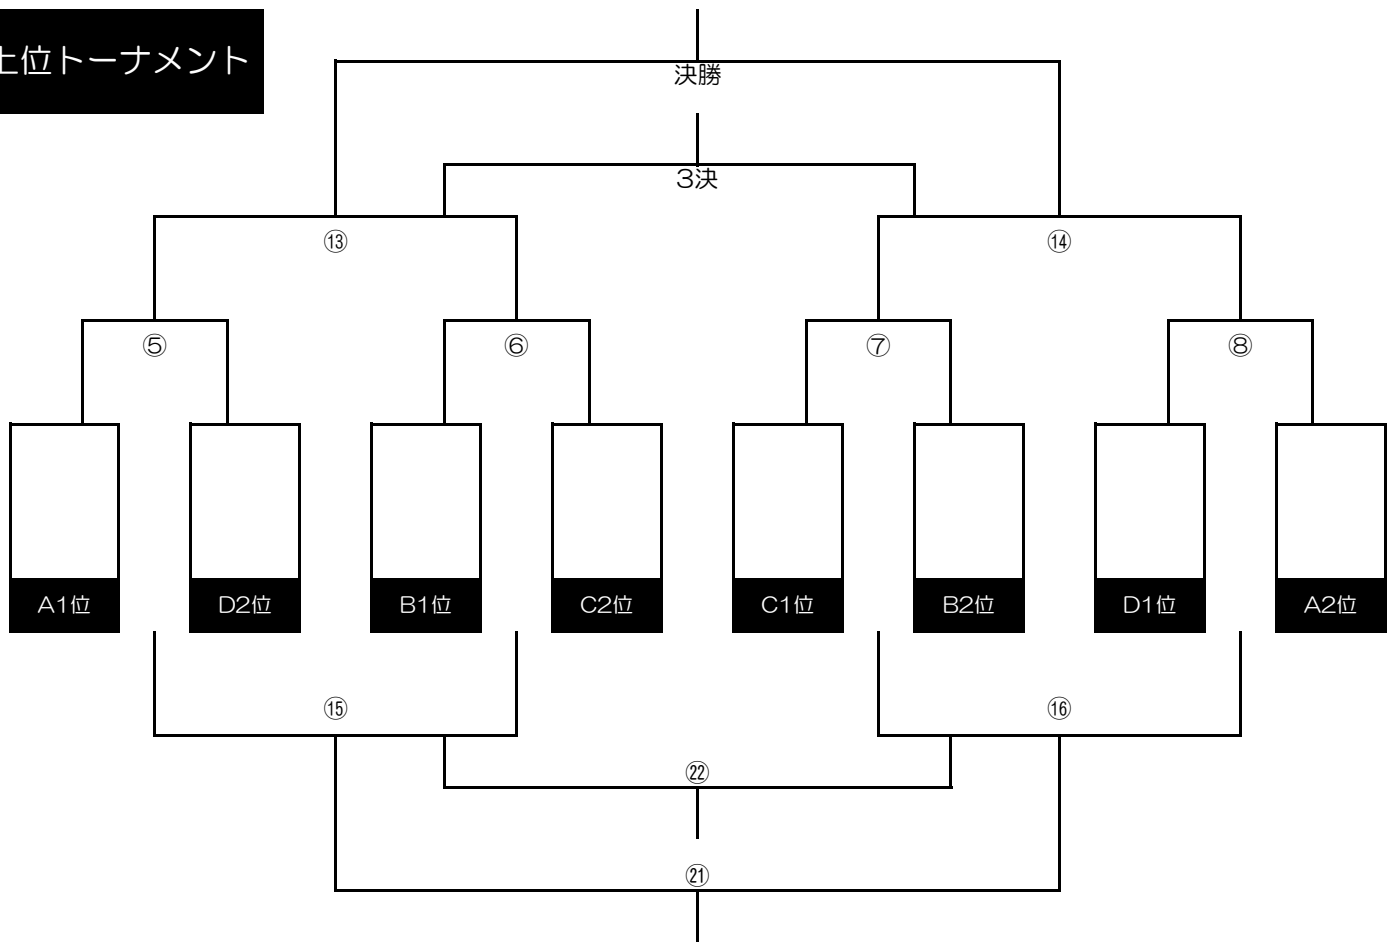 上位トーナメント
決勝
3決
⑬
⑭
⑤
⑥
⑦
⑧
A1位
D2位
B1位
C2位
C1位
B2位
D1位
A2位
⑮
⑯
㉒
㉑